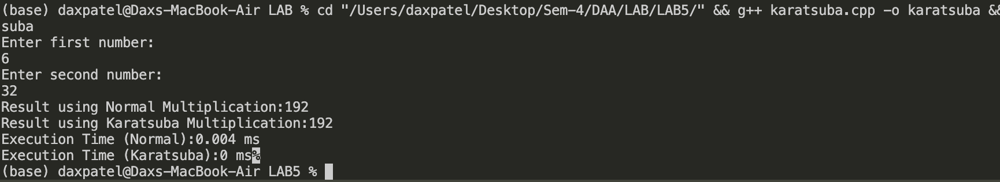 (base) daxpatel@Daxs-MacBook-Air LAB % cd "/Users/daxpatel/Desktop/Sem-4/DAA/LAB/LAB5/" && g++ karatsuba.cpp -o karatsuba &&
suba
Enter first number:
6
Enter second number:
32
Result using Normal Multiplication:192
Result using Karatsuba Multiplication:192
Execution Time (Normal):0.004 ms
Execution Time (Karatsuba):0 ms%
(base) daxpatel@Daxs-MacBook-Air LAB5 %